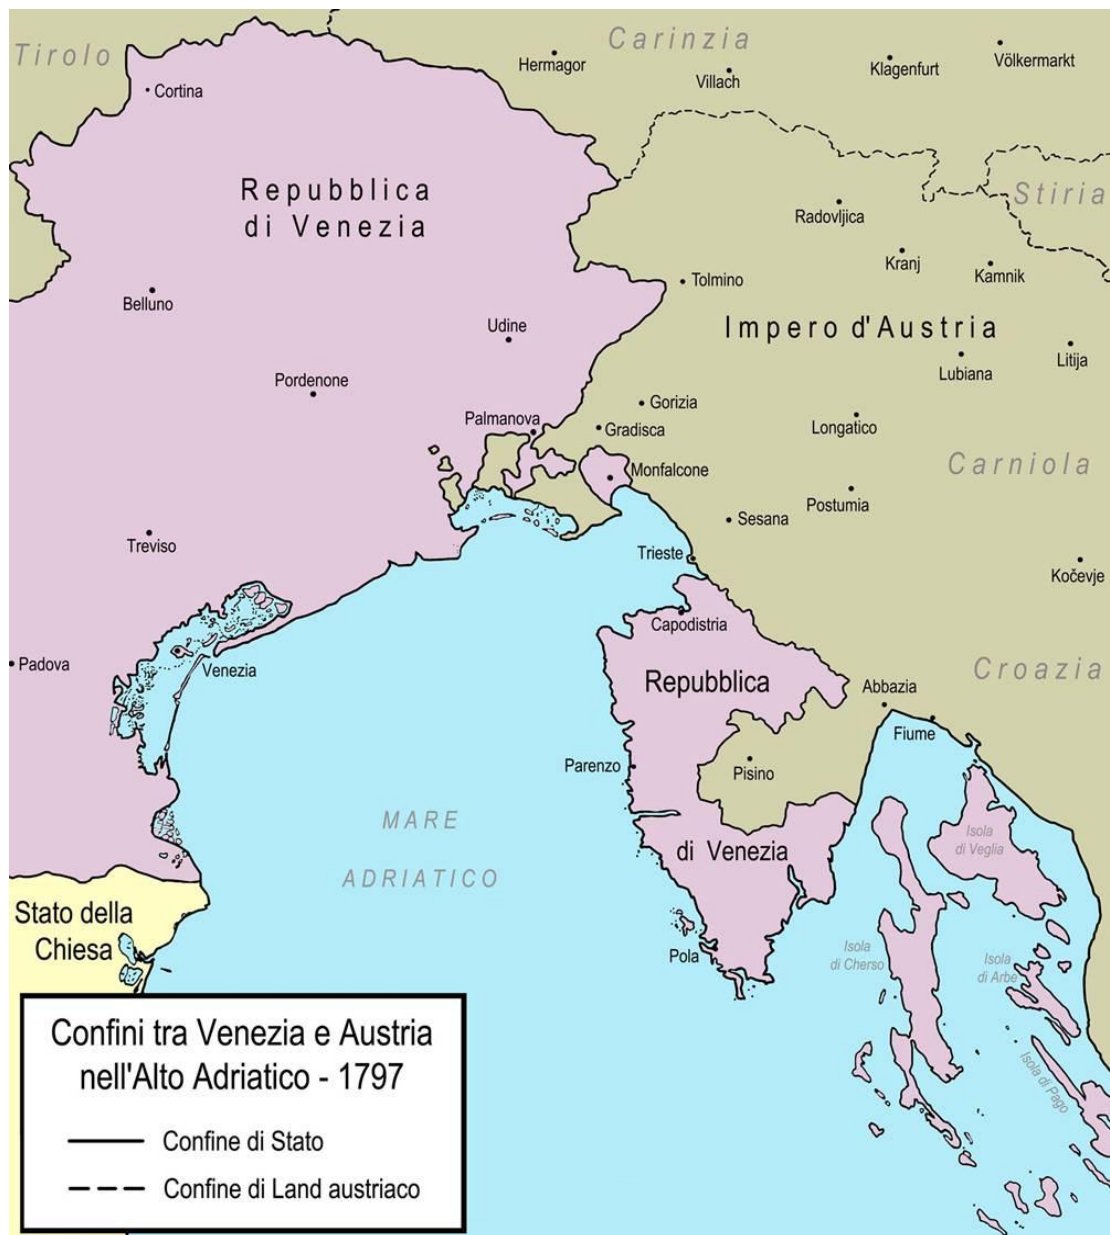 Tirolo
Carinzia
Hermagor
Villach
Klagenfurt
Völkermarkt
Cortina
Repubblica
di Venezia
Stiria
Radovljica
Kranj
Kamnik
Tolmino
Belluno
Udine
Impero d'Austria
Lubiana
Litija
Pordenone
Gorizia
Palmanova
Gradisca
Longatico
Monfalcone
Carniola
Postumia
Sesana
Treviso
Trieste
Kočevje
Capodistria
Padova
Venezia
Repubblica
Croazia
Abbazia
Fiume
Parenzo
Pisino
MARE
ADRIATICO
di Venezia
Isola
di Veglia
Stato della
Chiesa
Pola
Isola
di Cherso
Isola
di Arbe
Isola di Pago
Confini tra Venezia e Austria
nell'Alto Adriatico - 1797
Confine di Stato
Confine di Land austriaco